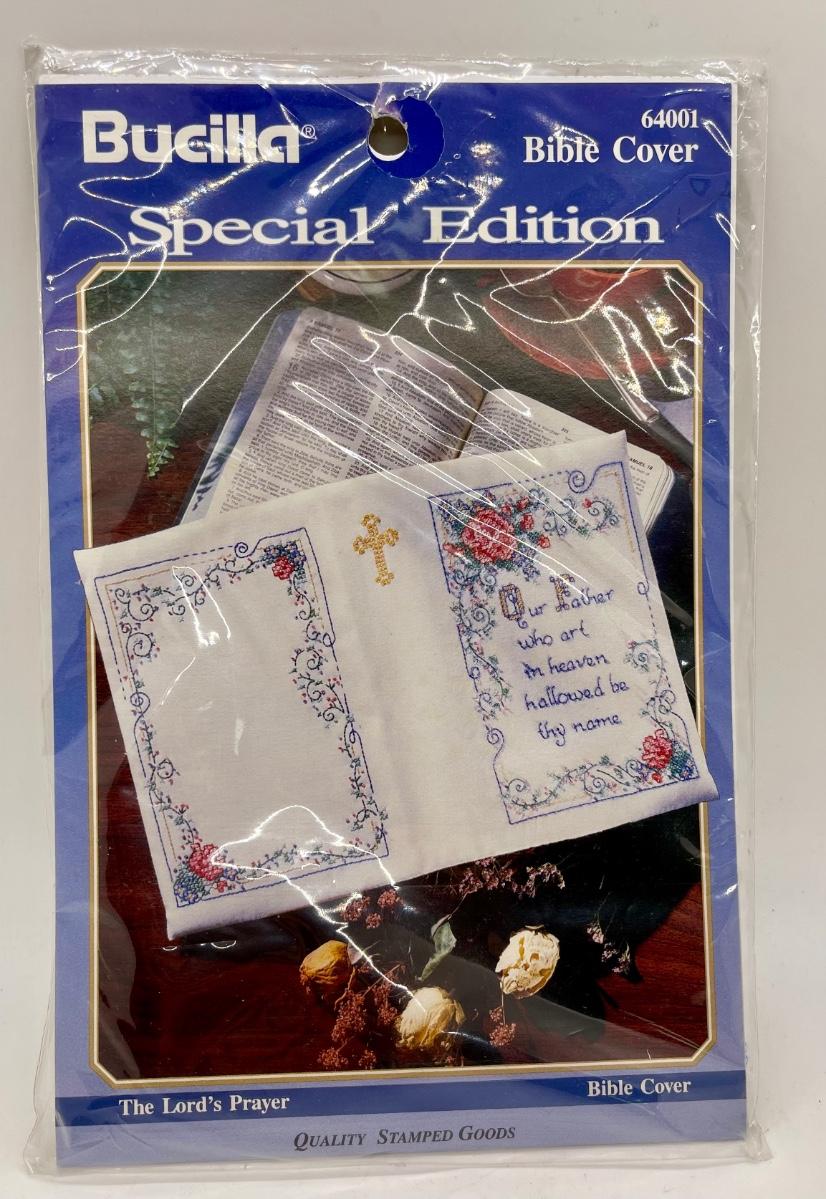 Bucilla®
64001
Bible Cover
Special Edition
Our Father
who art
in heaven
hallowed be
thy name
The Lord's Prayer
Bible Cover
QUALITY STAMPED GOODS